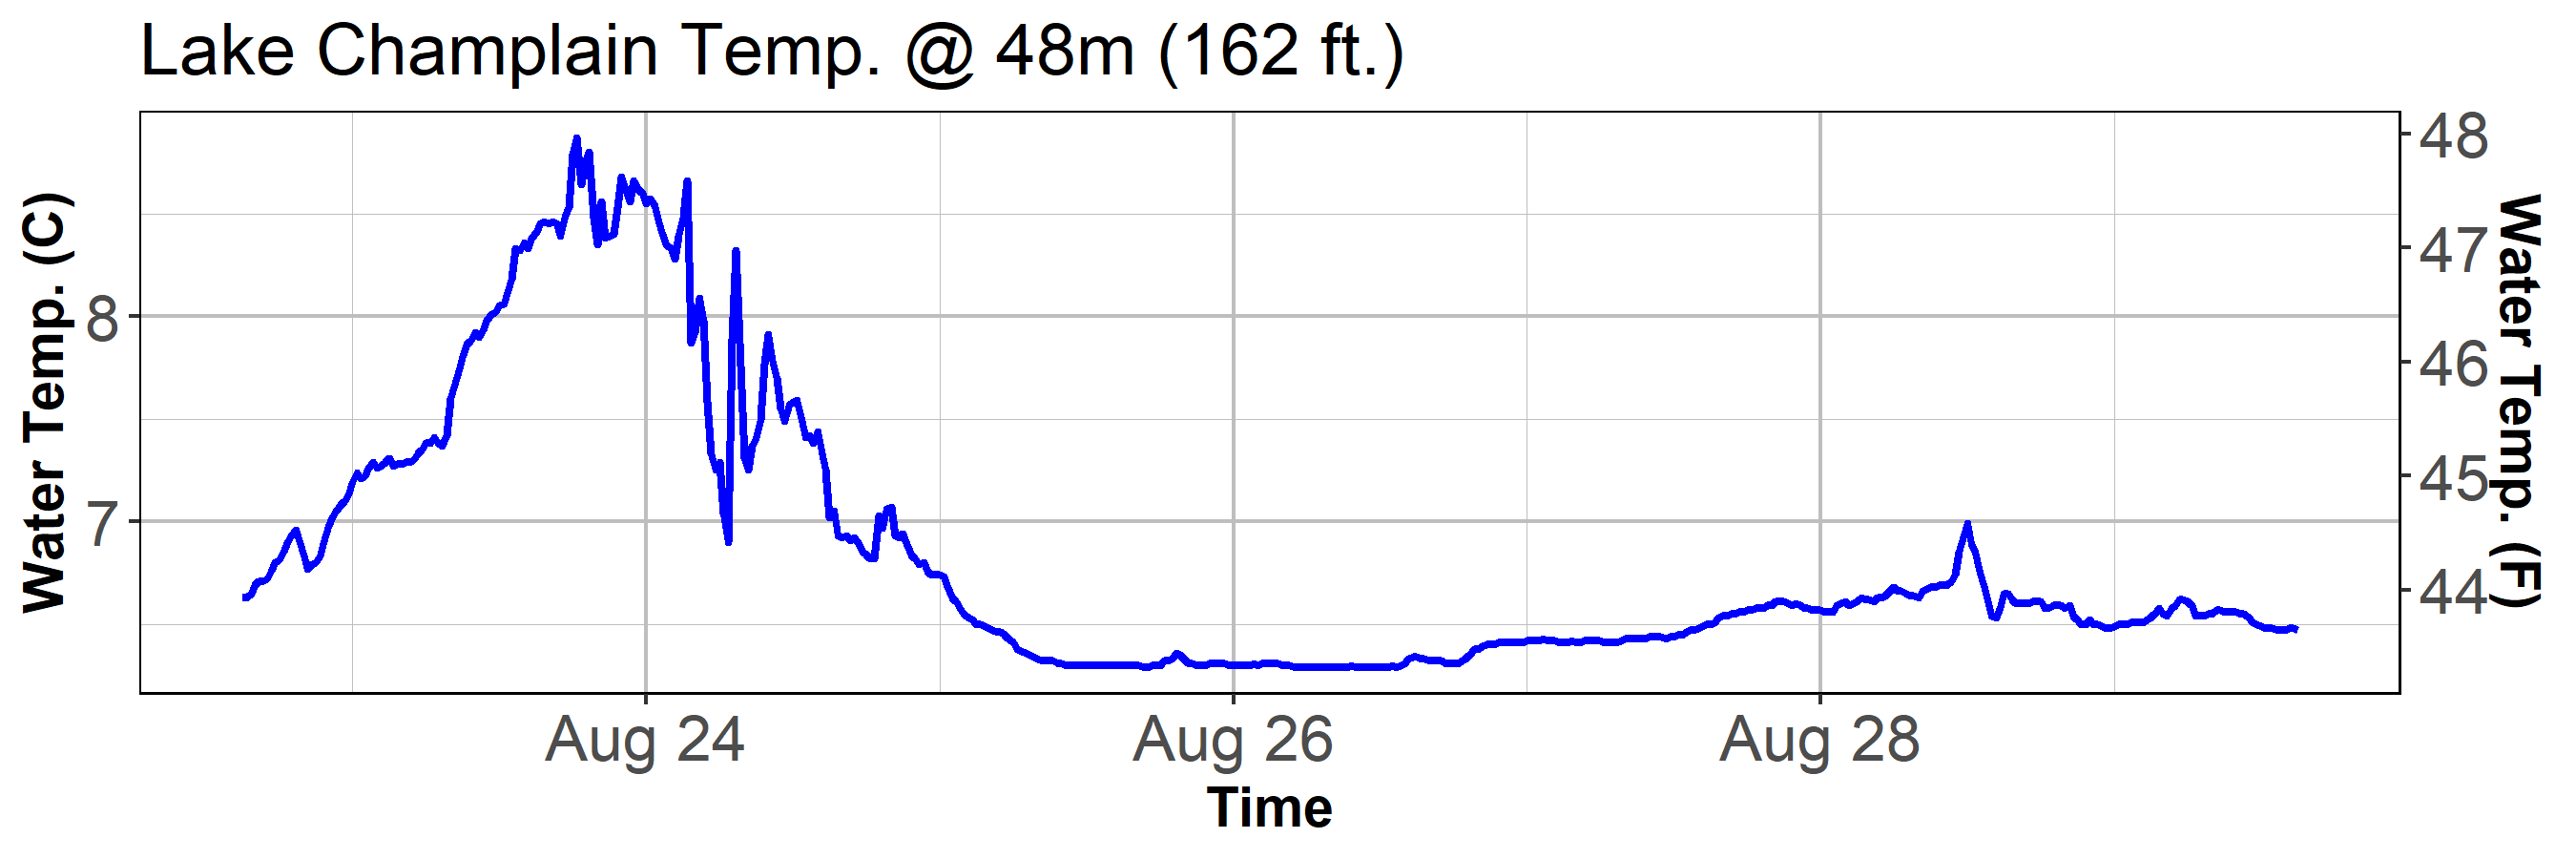 Lake Champlain Temp. @ 48m (162 ft.)
Water Temp. (C)
8
7
48
47
46
45
44
Water Temp. (F)
Aug 24
Aug 26
Aug 28
Time